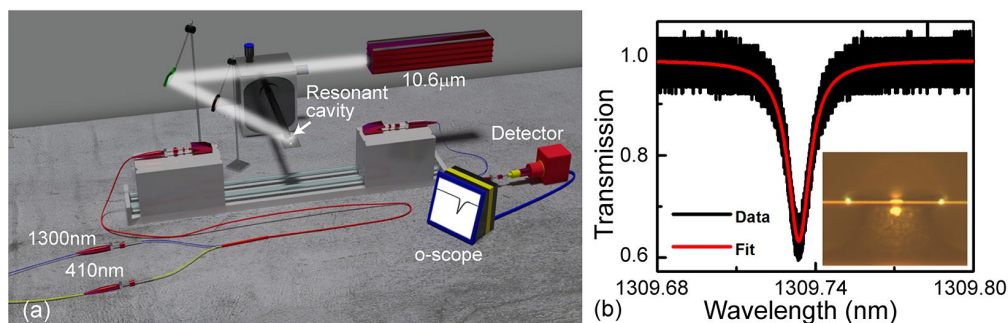 10.6μm
Resonant
cavity
Detector
1300nm
410nm
o-scope
(a)
(b)
Transmission
1.0
0.8
0.6
Data
Fit
1309.68
1309.74
1309.80
Wavelength (nm)